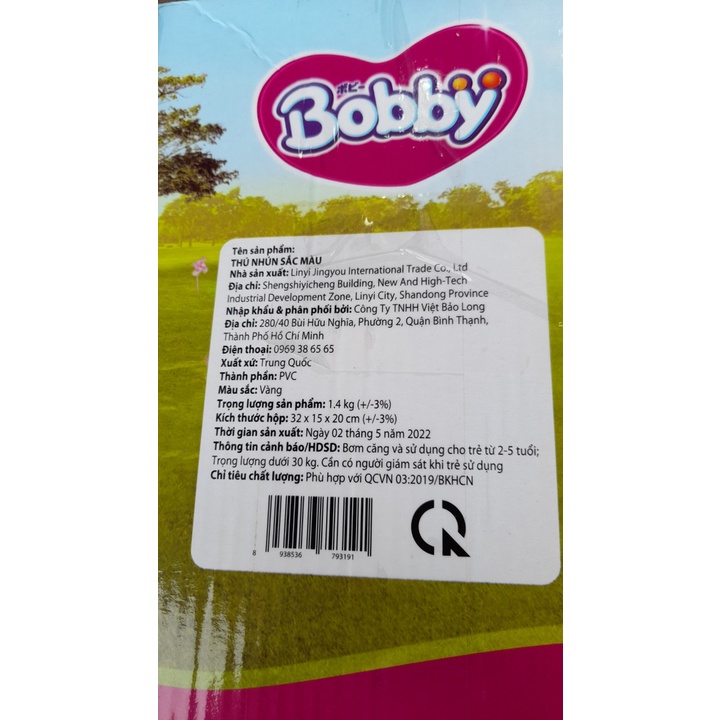 ボビー
Bobby
Tên sản phẩm:
THÚ NHÚN SẮC MÀU
Nhà sản xuất: Linyi Jingyou International Trade Co., Ltd
Địa chỉ: Shengshiyicheng Building, New And High-Tech
Industrial Development Zone, Linyi City, Shandong Province
Nhập khẩu & phân phối bởi: Công Ty TNHH Việt Bảo Long
Địa chỉ: 280/40 Bùi Hữu Nghĩa, Phường 2, Quận Bình Thạnh,
Thành Phố Hồ Chí Minh
Điện thoại: 0969 38 65 65
Xuất xứ: Trung Quốc
Thành phần: PVC
Màu sắc: Vàng
Trọng lượng sản phẩm: 1.4 kg (+/-3%)
Kích thước hộp: 32 x 15 x 20 cm (+/-3%)
Thời gian sản xuất: Ngày 02 tháng 5 năm 2022
Thông tin cảnh báo/HDSD: Bơm căng và sử dụng cho trẻ từ 2-5 tuổi;
Trọng lượng dưới 30 kg. Cần có người giám sát khi trẻ sử dụng
Chỉ tiêu chất lượng: Phù hợp với QCVN 03:2019/BKHCN
8 938536 793191
CR